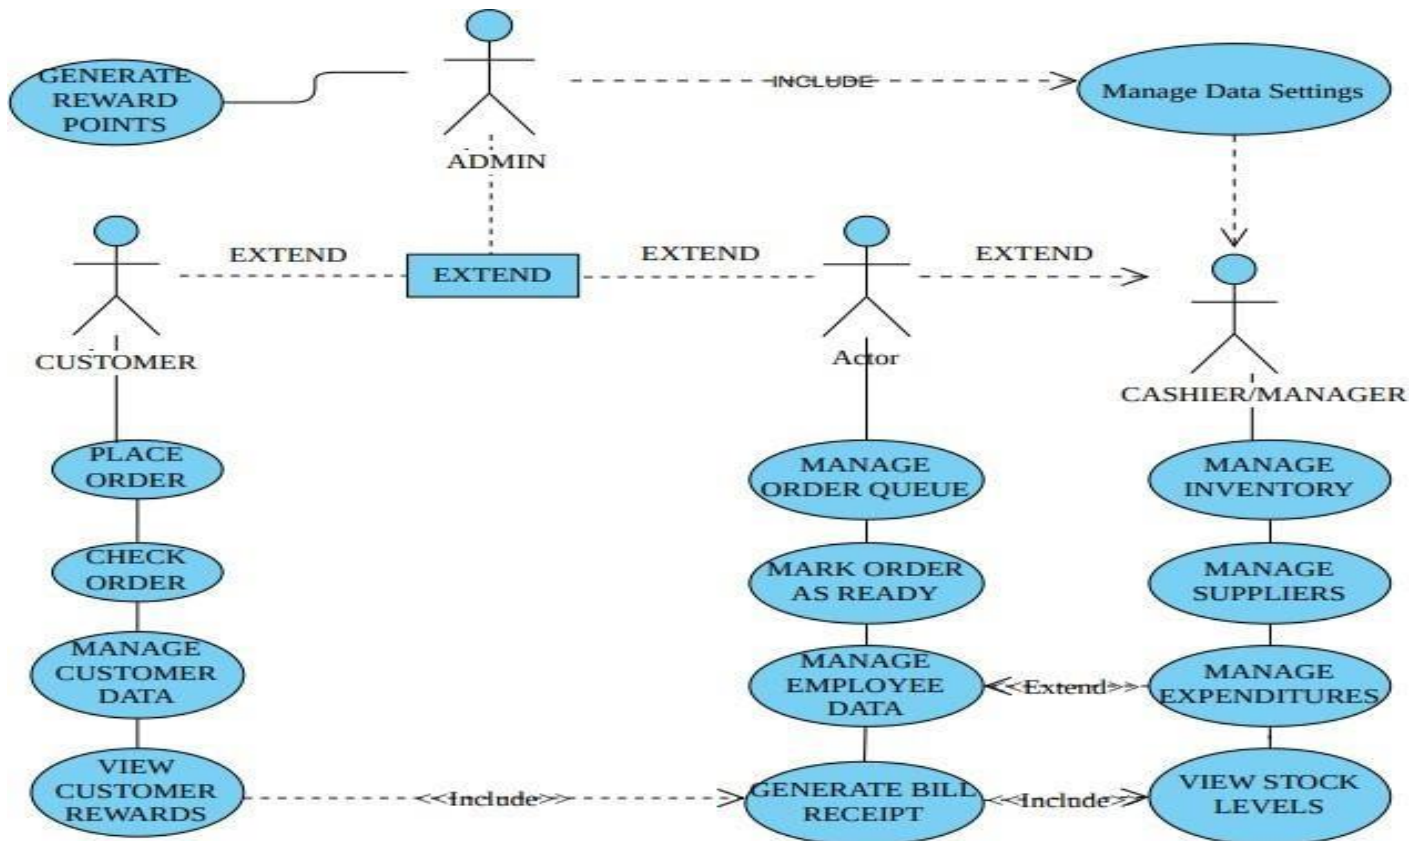 GENERATE
REWARD
POINTS
INCLUDE
Manage Data Settings
ADMIN
EXTEND
EXTEND
EXTEND
EXTEND
CUSTOMER
Actor
CASHIER/MANAGER
PLACE
ORDER
MANAGE
ORDER QUEUE
MANAGE
INVENTORY
CHECK
ORDER
MARK ORDER
AS READY
MANAGE
SUPPLIERS
MANAGE
CUSTOMER
DATA
MANAGE
EMPLOYEE
DATA
<<Extend>>
MANAGE
EXPENDITURES
VIEW
CUSTOMER
REWARDS
<<Include>>
GENERATE BILL
RECEIPT
<<Include>>
VIEW STOCK
LEVELS